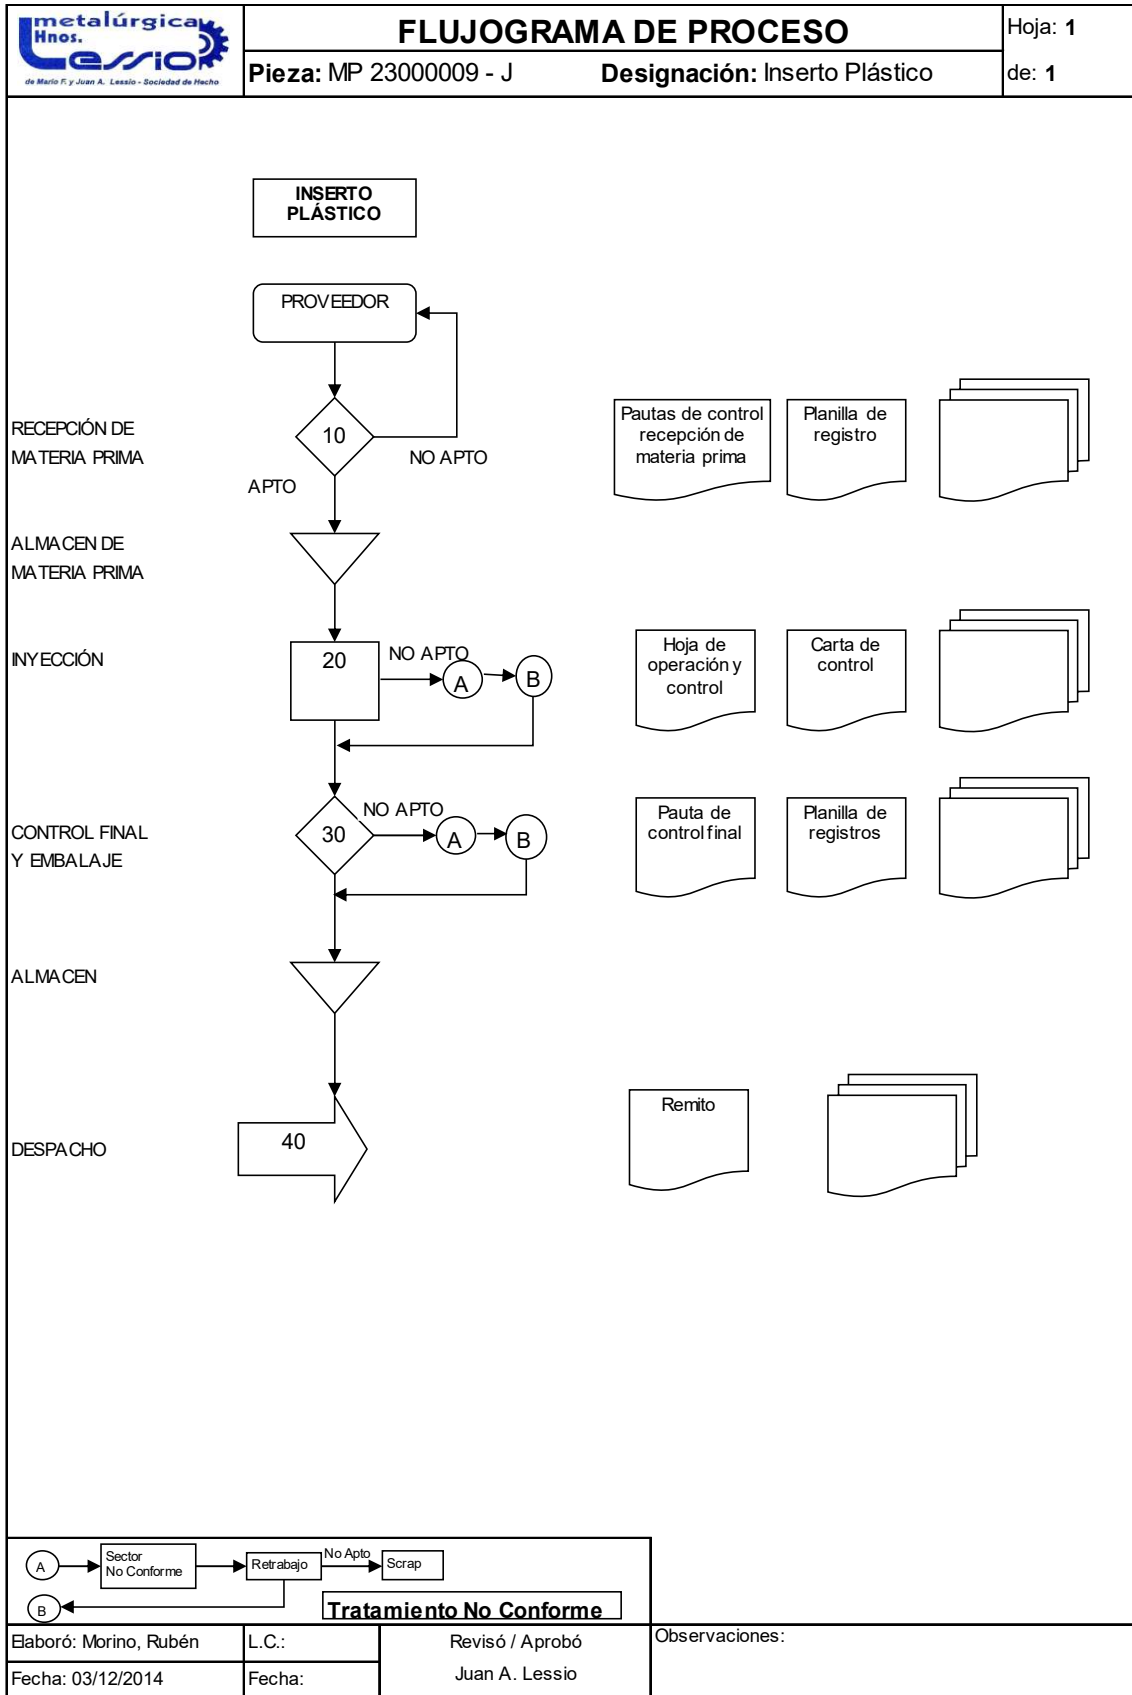 metalúrgica
Hnos.
Lessio
de Mario F. y Juan A. Lessio - Sociedad de Hecho
FLUJOGRAMA DE PROCESO
Hoja: 1
Pieza: MP 23000009 - J Designación: Inserto Plástico
de: 1
INSERTO
PLÁSTICO
PROVEEDOR
RECEPCIÓN DE
MATERIA PRIMA
10
NO APTO
APTO
Pautas de control
recepción de
materia prima
Planilla de
registro
ALMACEN DE
MATERIA PRIMA
INYECCIÓN
20
NO APTO
A
B
Hoja de
operación y
control
Carta de
control
CONTROL FINAL
Y EMBALAJE
30
NO APTO
A
B
Pauta de
control final
Planilla de
registros
ALMACEN
DESPACHO
40
Remito
A
Sector
No Conforme
Retrabajo
No Apto
Scrap
B
Tratamiento No Conforme
Elaboró: Morino, Rubén
L.C.:
Revisó / Aprobó
Observaciones:
Fecha: 03/12/2014
Fecha:
Juan A. Lessio